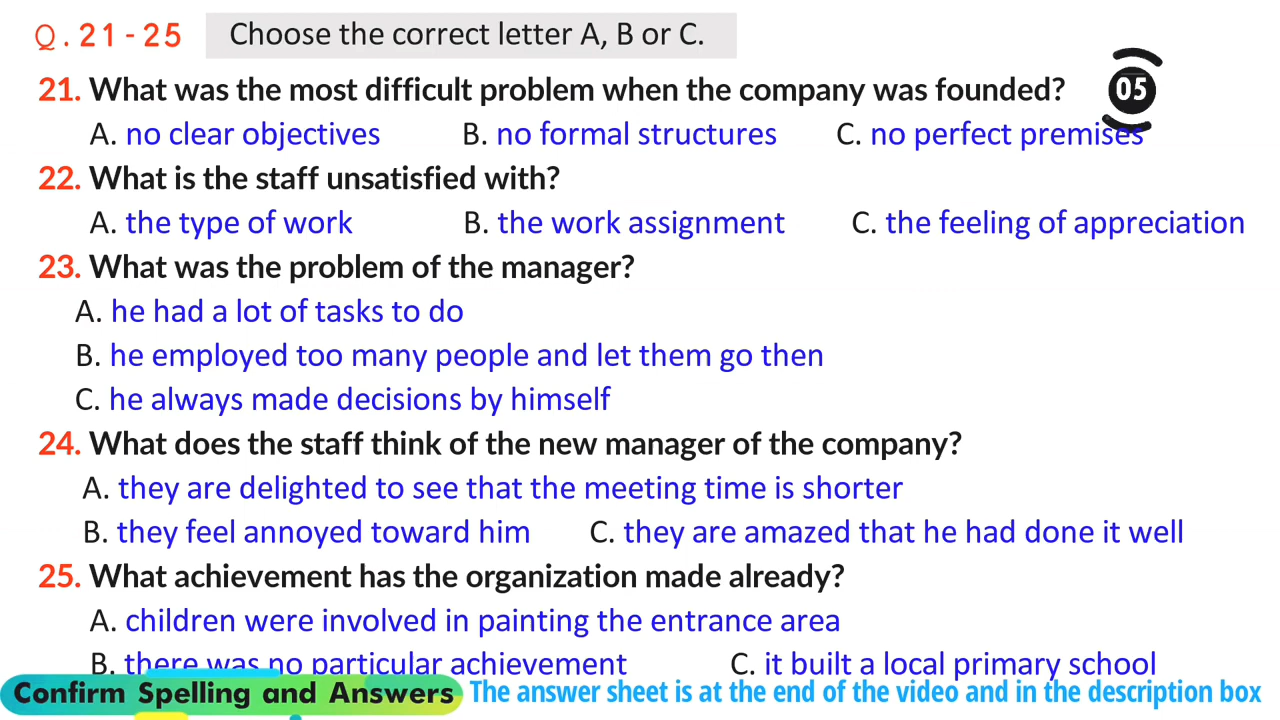 Q.21-25 Choose the correct letter A, B or C.
21. What was the most difficult problem when the company was founded?
05
A. no clear objectives B. no formal structures C. no perfect premises
22. What is the staff unsatisfied with?
A. the type of work B. the work assignment C. the feeling of appreciation
23. What was the problem of the manager?
A. he had a lot of tasks to do
B. he employed too many people and let them go then
C. he always made decisions by himself
24. What does the staff think of the new manager of the company?
A. they are delighted to see that the meeting time is shorter
B. they feel annoyed toward him C. they are amazed that he had done it well
25. What achievement has the organization made already?
A. children were involved in painting the entrance area
B. there was no particular achievement C. it built a local primary school
Confirm Spelling and Answers The answer sheet is at the end of the video and in the description box